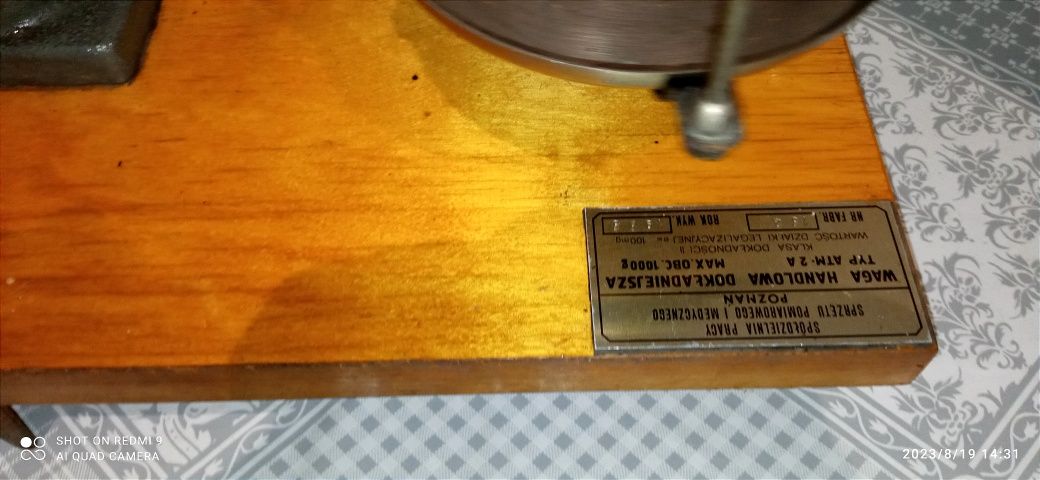 SPÓŁDZIELNIA PRACY
SPRZĘTU POMIAROWEGO I MEDYCZNEGO
POZNAŃ
WAGA HANDLOWA DOKŁADNIEJSZA
TYP ATM-2A MAX.OBC. 1000g
KLASA DOKŁADNOŚCI II
WARTOŚĆ DZIAŁKI LEGALIZACYJNEJ e= 100mg
NR FABR. ROK WYK.
SHOT ON REDMI 9
AI QUAD CAMERA
2023/8/19 14:31